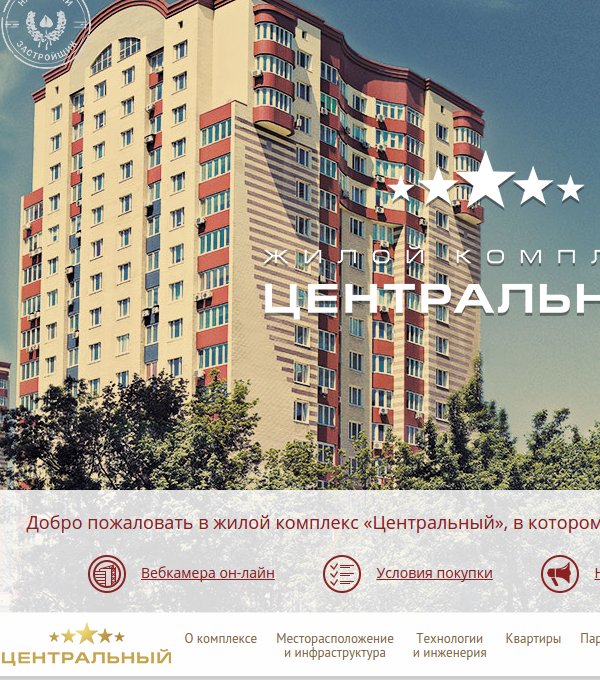 ЗАСТРОЙЩИК
ЖИЛОЙ КОМПЛ
ЦЕНТРАЛЬН
Добро пожаловать в жилой комплекс «Центральный», в котором
Вебкамера он-лайн
Условия покупки
Н
ЦЕНТРАЛЬНЫЙ
О комплексе
Месторасположение
и инфраструктура
Технологии
и инженерия
Квартиры
Пар